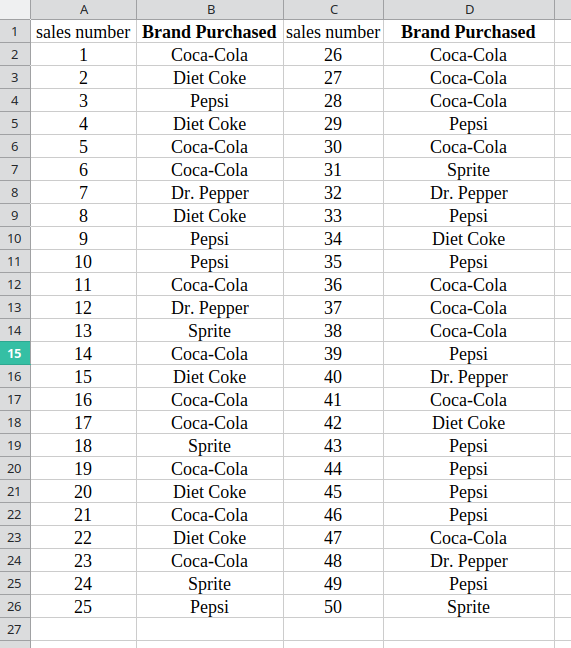 A B C D
1 sales number Brand Purchased sales number Brand Purchased
2 1 Coca-Cola 26 Coca-Cola
3 2 Diet Coke 27 Coca-Cola
4 3 Pepsi 28 Coca-Cola
5 4 Diet Coke 29 Pepsi
6 5 Coca-Cola 30 Coca-Cola
7 6 Coca-Cola 31 Sprite
8 7 Dr. Pepper 32 Dr. Pepper
9 8 Diet Coke 33 Pepsi
10 9 Pepsi 34 Diet Coke
11 10 Pepsi 35 Pepsi
12 11 Coca-Cola 36 Coca-Cola
13 12 Dr. Pepper 37 Coca-Cola
14 13 Sprite 38 Coca-Cola
15 14 Coca-Cola 39 Pepsi
16 15 Diet Coke 40 Dr. Pepper
17 16 Coca-Cola 41 Coca-Cola
18 17 Coca-Cola 42 Diet Coke
19 18 Sprite 43 Pepsi
20 19 Coca-Cola 44 Pepsi
21 20 Diet Coke 45 Pepsi
22 21 Coca-Cola 46 Pepsi
23 22 Diet Coke 47 Coca-Cola
24 23 Coca-Cola 48 Dr. Pepper
25 24 Sprite 49 Pepsi
26 25 Pepsi 50 Sprite
27